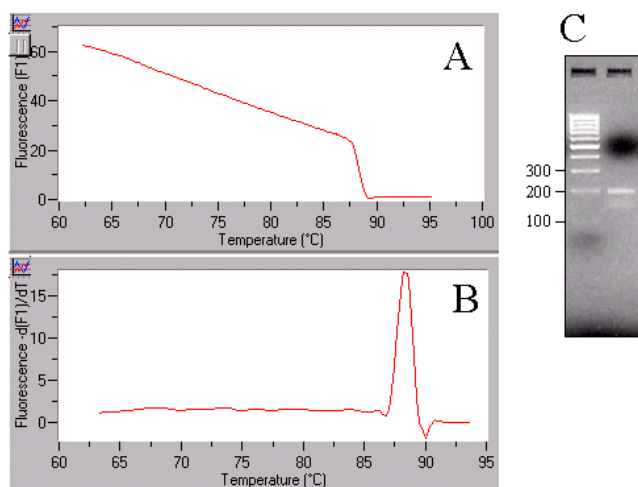 A
Fluorescence (F1)
60
40
20
0
60 65 70 75 80 85 90 95 100
Temperature (°C)
B
Fluorescence -d(F1)/dT
15
10
5
0
60 65 70 75 80 85 90 95
Temperature (°C)
C
300
200
100